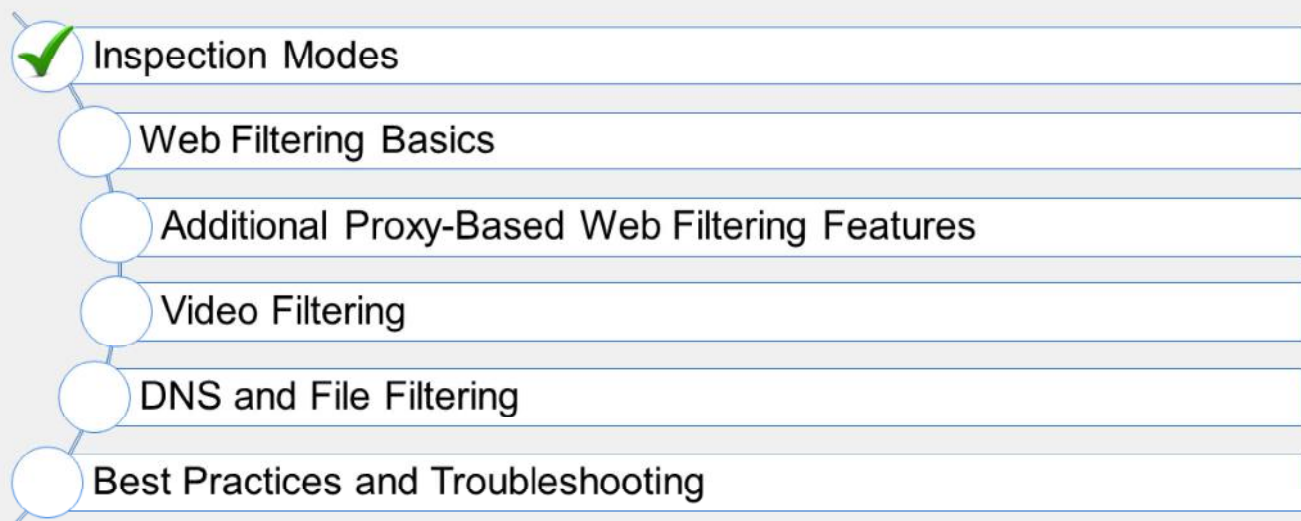 Inspection Modes
Web Filtering Basics
Additional Proxy-Based Web Filtering Features
Video Filtering
DNS and File Filtering
Best Practices and Troubleshooting